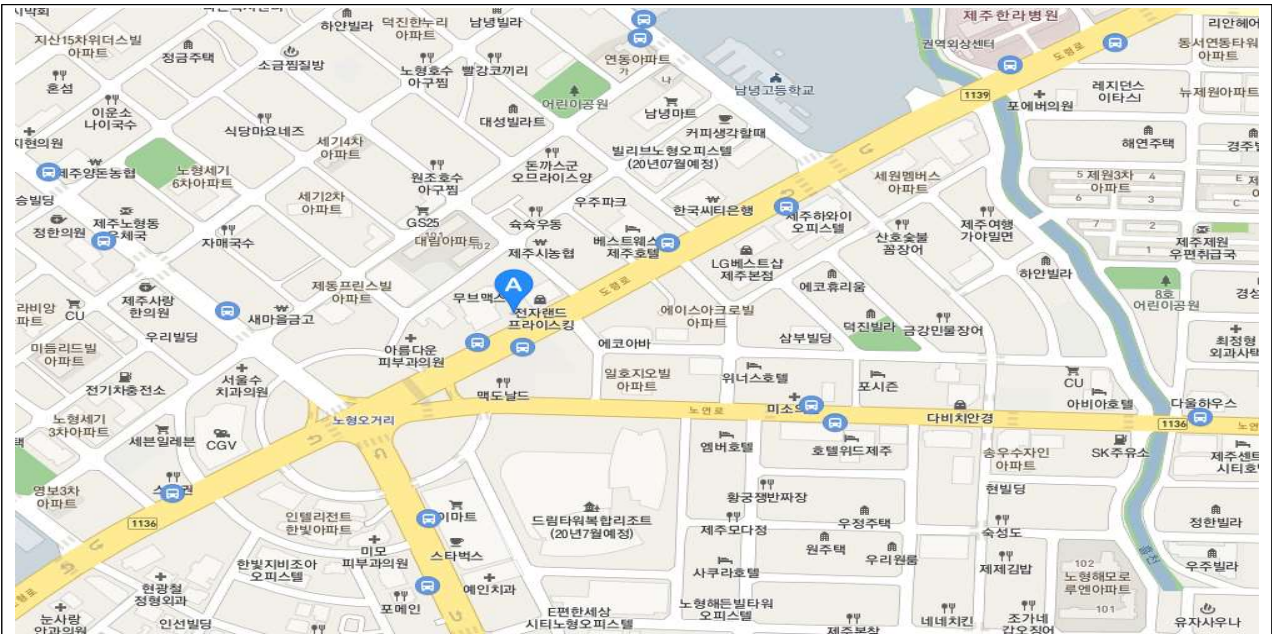 제주한라병원
리안헤어
지산15차위더스빌
아파트
정금주택
하얀빌라
덕진한누리
아파트
남녕빌라
소금찜질방
노형호수
아구찜
빨강코끼리
연동아파트
가
나
권역외상센터
도령로
동서연동타워
아파트
혼섬
이운소
나이국수
식당마요네즈
대성빌라트
어린이공원
남녕마트
남녕고등학교
1139
포에버의원
레지던스
이타시
뉴제원아파트
커피생각할때
해연주택
세기4차
아파트
노형세기
6차아파트
제주양돈농협
원조호수
아구찜
돈까스군
오므라이스양
빌리브노형오피스텔
(20년07월예정)
세원멤버스
아파트
5 제원3차 4
아파트
6
3
E
C
세기2차
아파트
GS25
슉슉우동
우주파크
한국씨티은행
제주하와이
오피스텔
산호숯불
꼼장어
제주여행
가야밀면
7
2
1
제주제원
우편취급국
정한의원
제주노형동
우체국
자매국수
대림아파트
제주시농협
베스트웨스
제주호텔
LG베스트샵
제주본점
에코휴리움
하얀빌라
8호
어린이공원
CU
제주사랑
한의원
제동프린스빌
아파트
무브맥스
A
전자랜드
프라이스킹
도령로
에이스아크로빌
아파트
덕진빌라
금강민물장어
새마을금고
우리빌딩
미듬리드빌
아파트
아름다운
피부과의원
에코아바
삼부빌딩
최정형
외과사택
전기차충전소
서울수
치과의원
맥도날드
일호지오빌
아파트
위너스호텔
포시즌
CU
아비아호텔
다올하우스
노형세기
3차아파트
세븐일레븐
CGV
노형오거리
노연로
다비치안경
1136
엠버호텔
호텔위드제주
송우수자인
아파트
SK주유소
영보3차
아파트
1136
인텔리전트
한빛아파트
이마트
드림타워복합리조트
(20년7월예정)
황궁쟁반짜장
현빌딩
제주모다정
우정주택
숙성도
정한빌라
한빛지비조아
오피스텔
미모
피부과의원
스타벅스
원주택
우리원룸
제제김밥
흘천
우주빌라
사쿠라호텔
102
노형해모로
루엔아파트
101
현광철
정형외과
포메인
예인치과
눈사랑
안과의원
인선빌딩
E편한세상
시티노형오피스텔
노형해든빌타워
오피스텔
제주본참
네네치킨
조가네
갑오징어
유자사우나